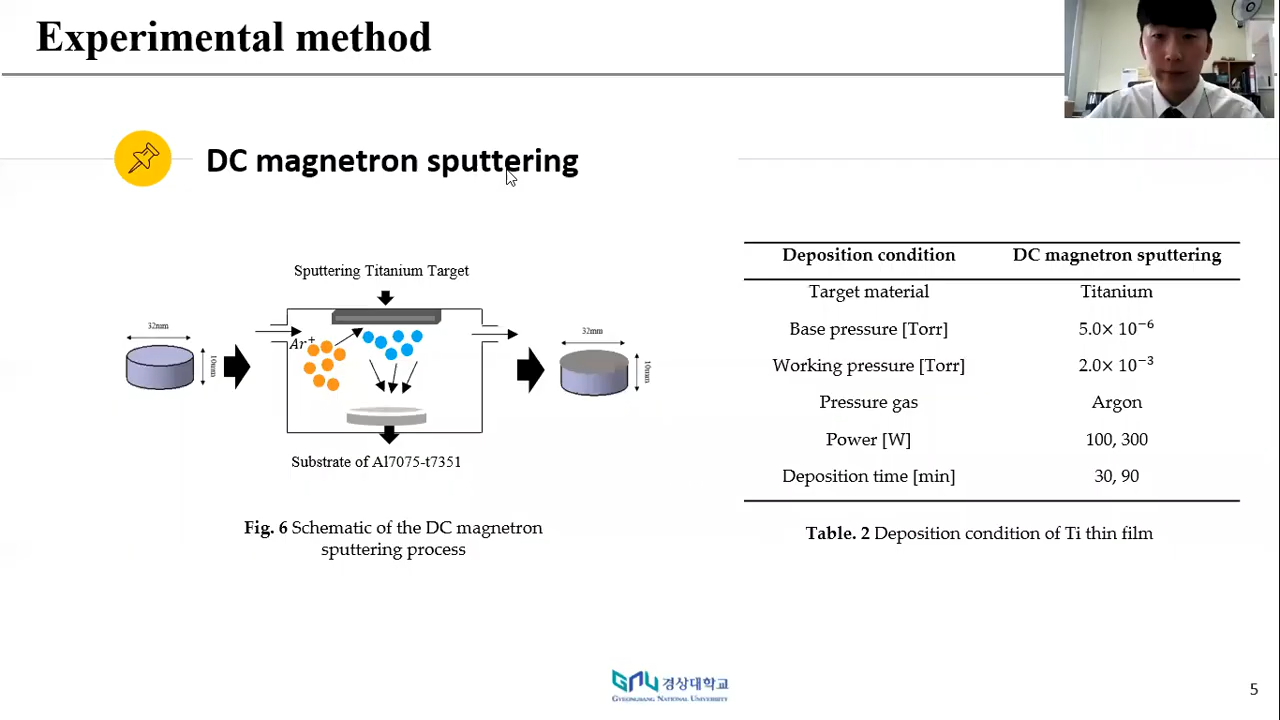 Experimental method
DC magnetron sputtering
Sputtering Titanium Target
32mm
10mm
Ar⁺
32mm
10mm
Substrate of Al7075-t7351
Fig. 6 Schematic of the DC magnetron
sputtering process
Deposition condition DC magnetron sputtering
Target material Titanium
Base pressure [Torr] 5.0× 10⁻⁶
Working pressure [Torr] 2.0× 10⁻³
Pressure gas Argon
Power [W] 100, 300
Deposition time [min] 30, 90
Table. 2 Deposition condition of Ti thin film
GNU 경상대학교
GYEONGSANG NATIONAL UNIVERSITY
5